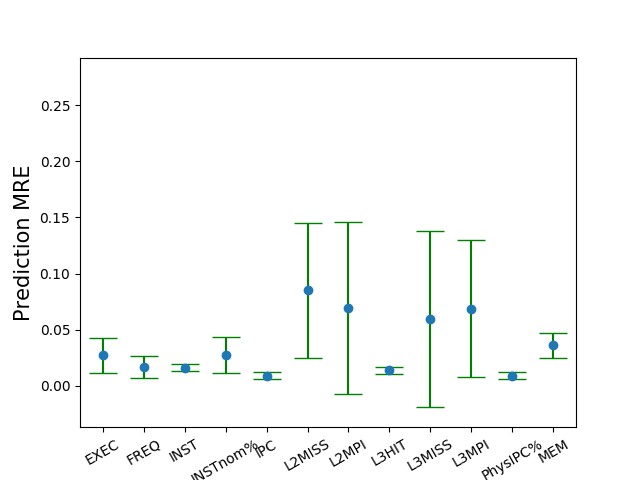 Prediction MRE
0.25
0.20
0.15
0.10
0.05
0.00
EXEC
FREQ
INST
INSTnom%
IPC
L2MISS
L2MPI
L3HIT
L3MISS
L3MPI
PhysIPC%
MEM